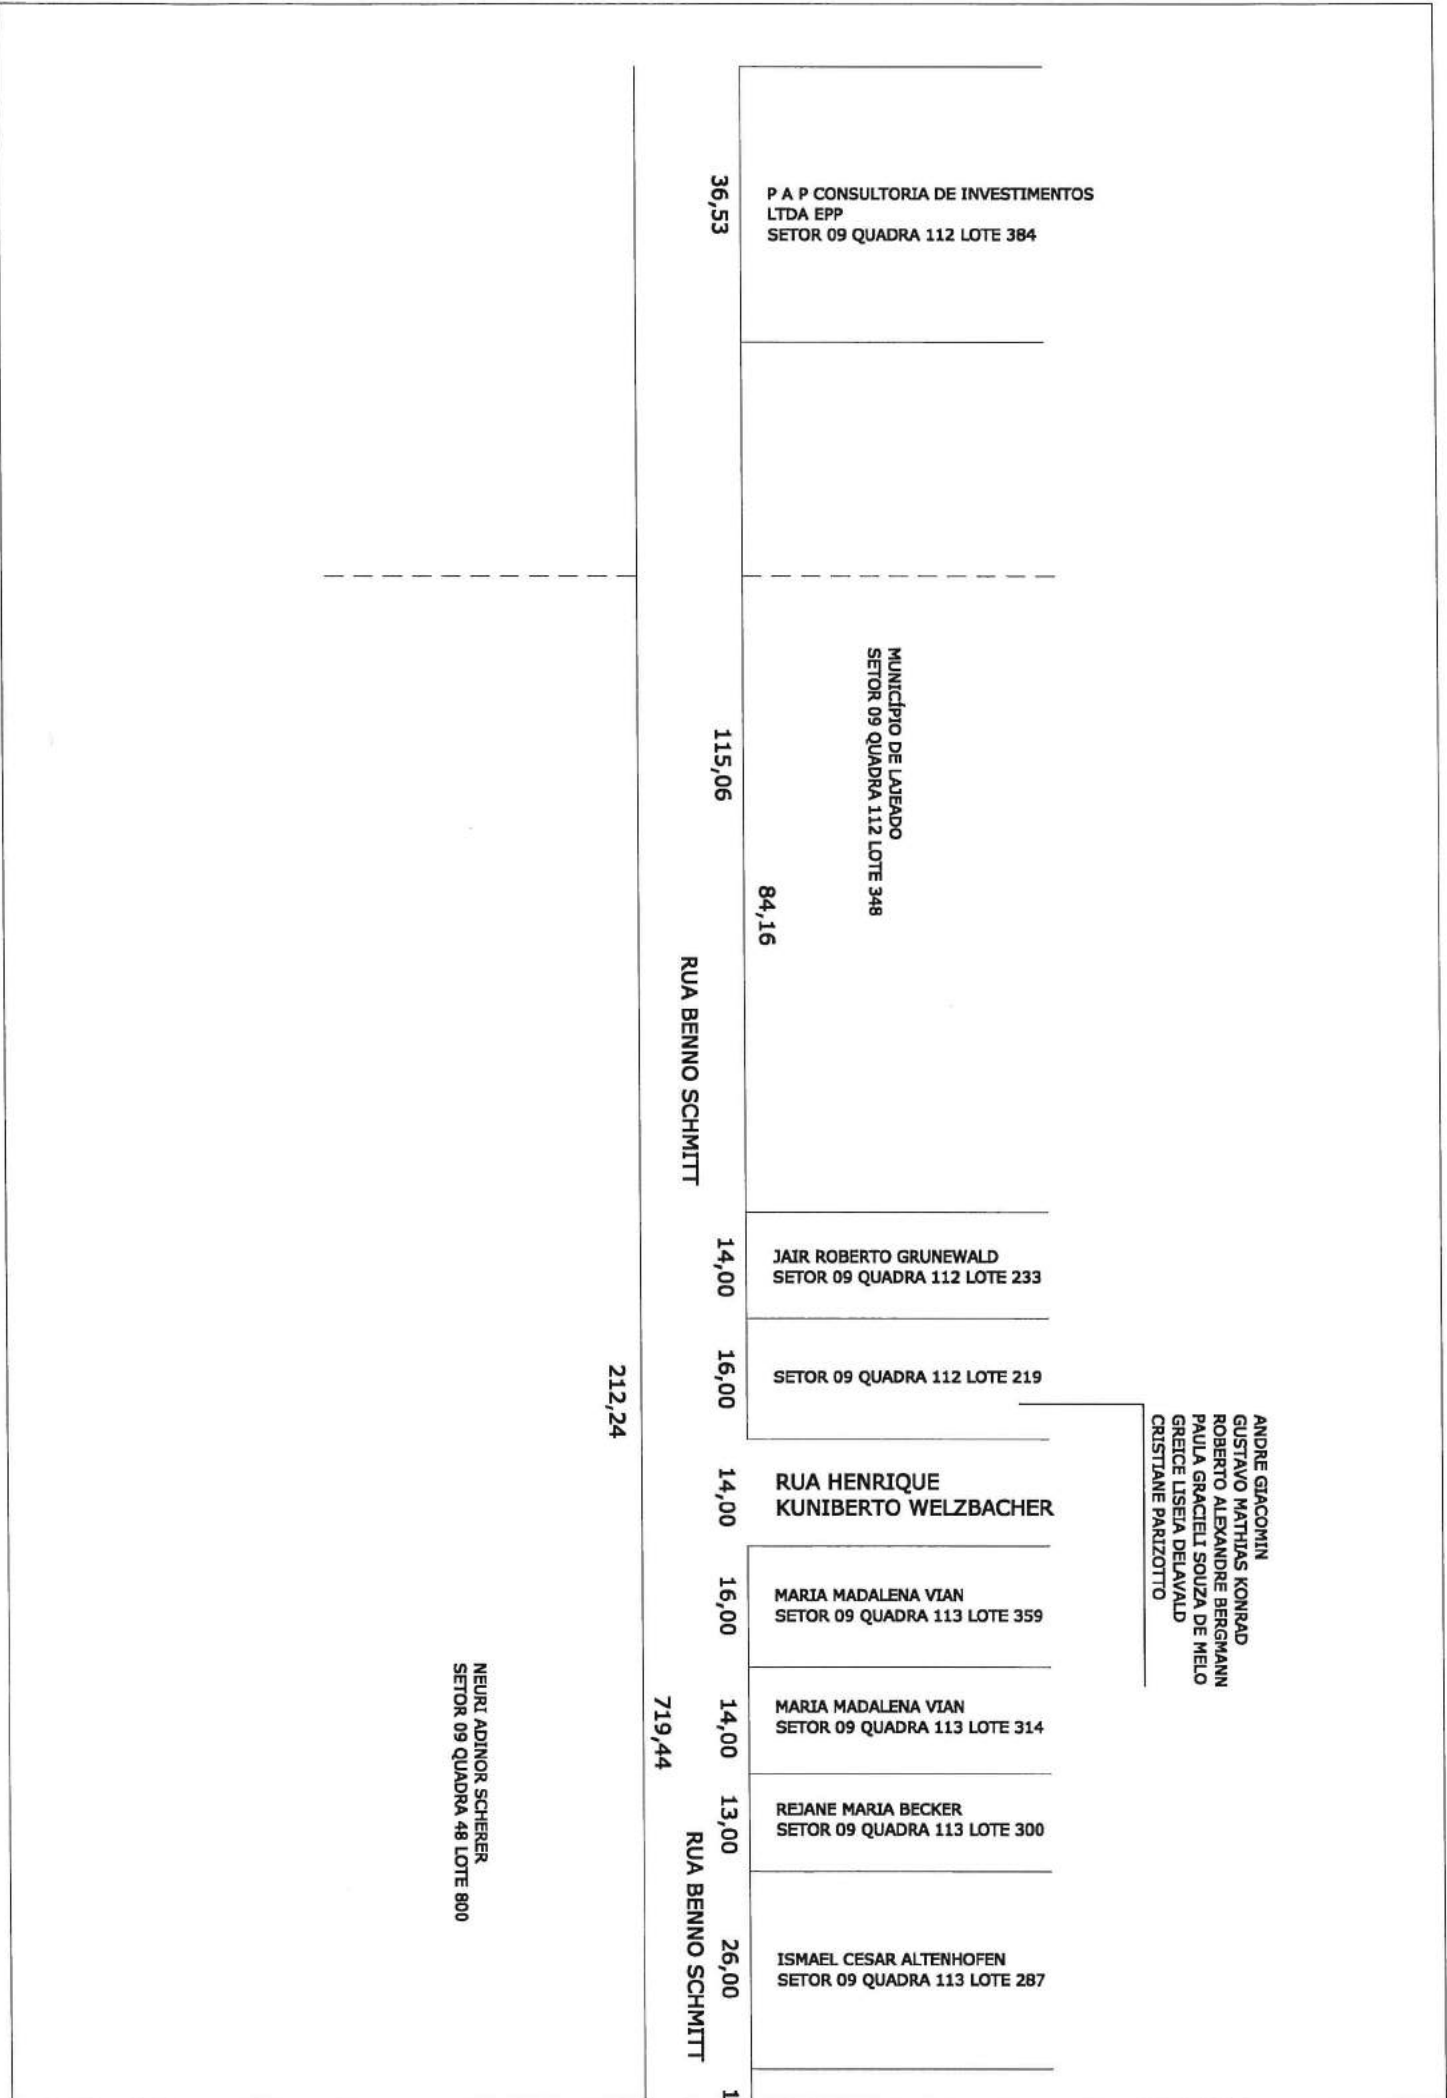 36,53
P A P CONSULTORIA DE INVESTIMENTOS
LTDA EPP
SETOR 09 QUADRA 112 LOTE 384
MUNICÍPIO DE LAJEADO
SETOR 09 QUADRA 112 LOTE 348
115,06
84,16
RUA BENNO SCHMITT
14,00
JAIR ROBERTO GRUNEWALD
SETOR 09 QUADRA 112 LOTE 233
16,00
SETOR 09 QUADRA 112 LOTE 219
212,24
ANDRE GIACOMIN
GUSTAVO MATHIAS KONRAD
ROBERTO ALEXANDRE BERGMANN
PAULA GRACIELI SOUZA DE MELO
GREICE LISEIA DELAVALD
CRISTIANE PARIZOTTO
14,00
RUA HENRIQUE
KUNIBERTO WELZBACHER
16,00
MARIA MADALENA VIAN
SETOR 09 QUADRA 113 LOTE 359
14,00
MARIA MADALENA VIAN
SETOR 09 QUADRA 113 LOTE 314
719,44
NEURI ADINOR SCHERER
SETOR 09 QUADRA 48 LOTE 800
13,00
REJANE MARIA BECKER
SETOR 09 QUADRA 113 LOTE 300
RUA BENNO SCHMITT
26,00
ISMAEL CESAR ALTENHOFEN
SETOR 09 QUADRA 113 LOTE 287
1